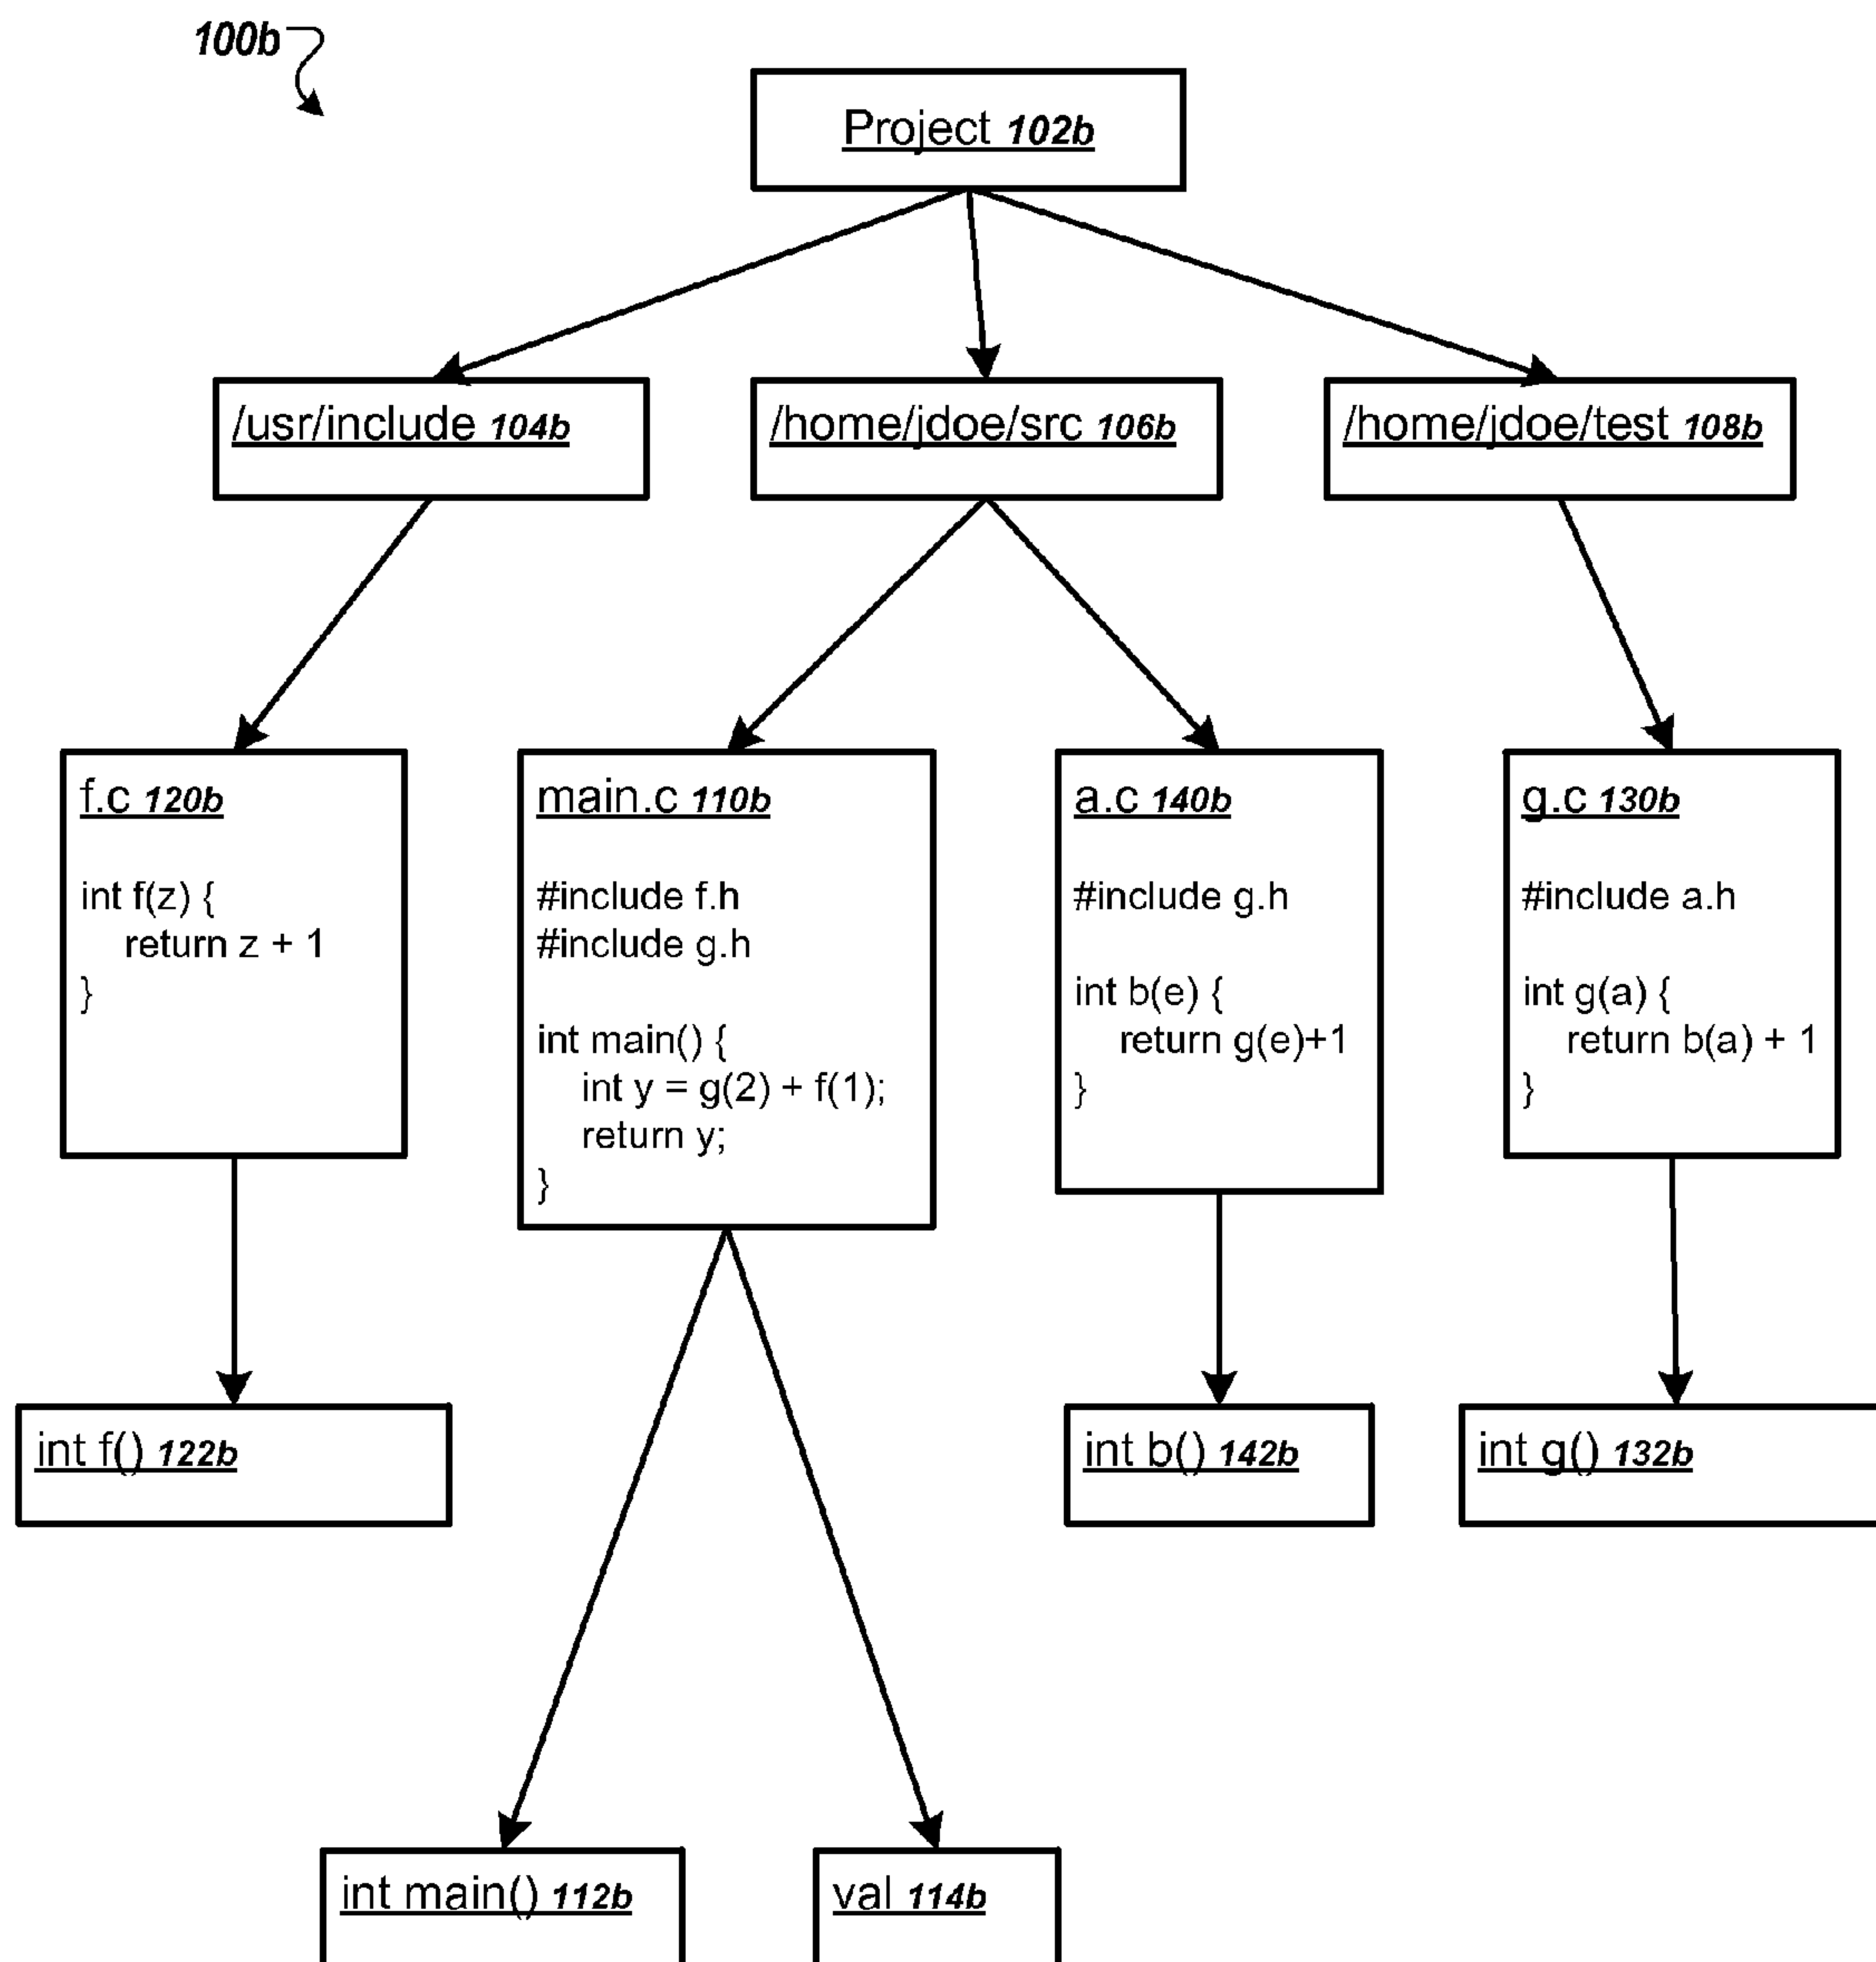 100b
Project 102b
/usr/include 104b
/home/jdoe/src 106b
/home/jdoe/test 108b
f.c 120b
int f(z) {
return z + 1
}
main.c 110b
#include f.h
#include g.h
int main() {
int y = g(2) + f(1);
return y;
}
a.c 140b
#include g.h
int b(e) {
return g(e)+1
}
g.c 130b
#include a.h
int g(a) {
return b(a) + 1
}
int f() 122b
int b() 142b
int g() 132b
int main() 112b
val 114b